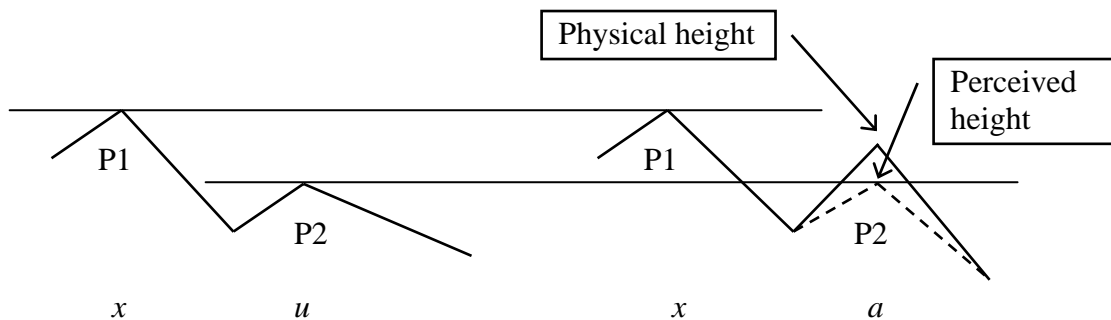 Physical height
Perceived
height
P1
P1
P2
P2
x u x a